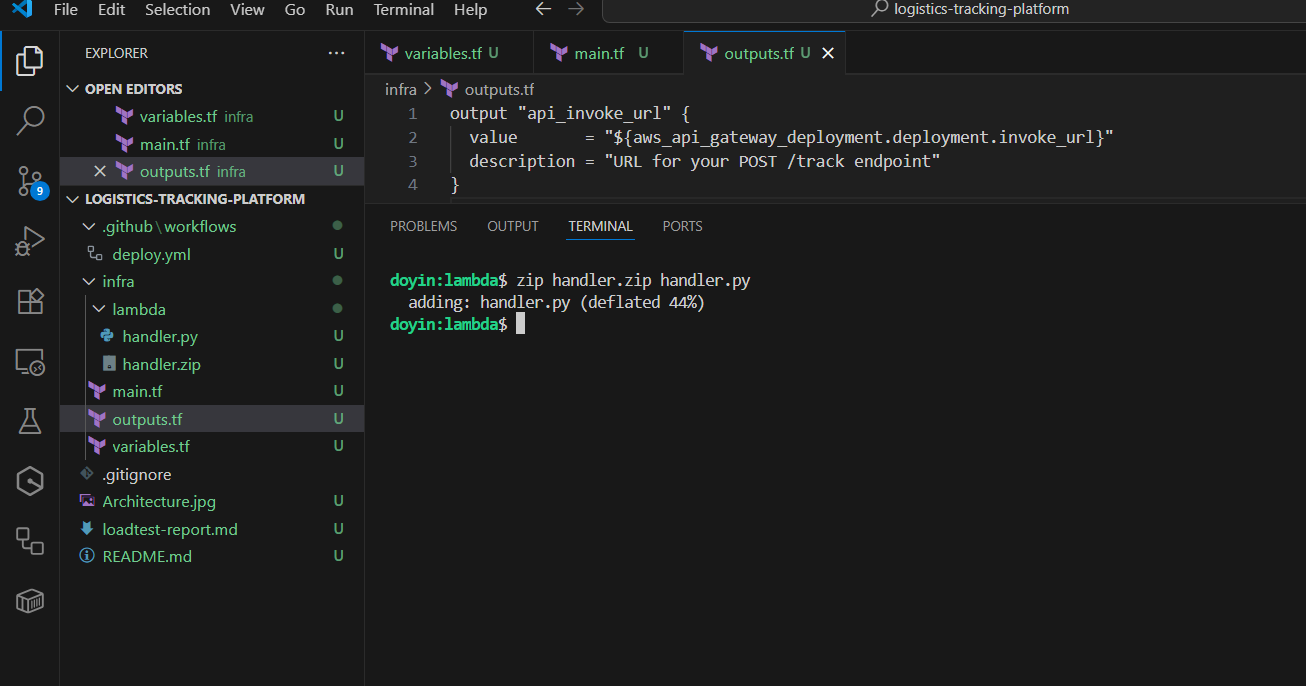 File Edit Selection View Go Run Terminal Help
logistics-tracking-platform
EXPLORER
OPEN EDITORS
variables.tf infra U
main.tf infra U
outputs.tf infra U
LOGISTICS-TRACKING-PLATFORM
.github\workflows
deploy.yml U
infra
lambda
handler.py U
handler.zip U
main.tf U
outputs.tf U
variables.tf U
.gitignore
Architecture.jpg U
loadtest-report.md U
README.md U
9
variables.tf U main.tf U outputs.tf U
infra > outputs.tf
1 output "api_invoke_url" {
2   value       = "${aws_api_gateway_deployment.deployment.invoke_url}"
3   description = "URL for your POST /track endpoint"
4 }
PROBLEMS OUTPUT TERMINAL PORTS
doyin:lambda$ zip handler.zip handler.py
  adding: handler.py (deflated 44%)
doyin:lambda$